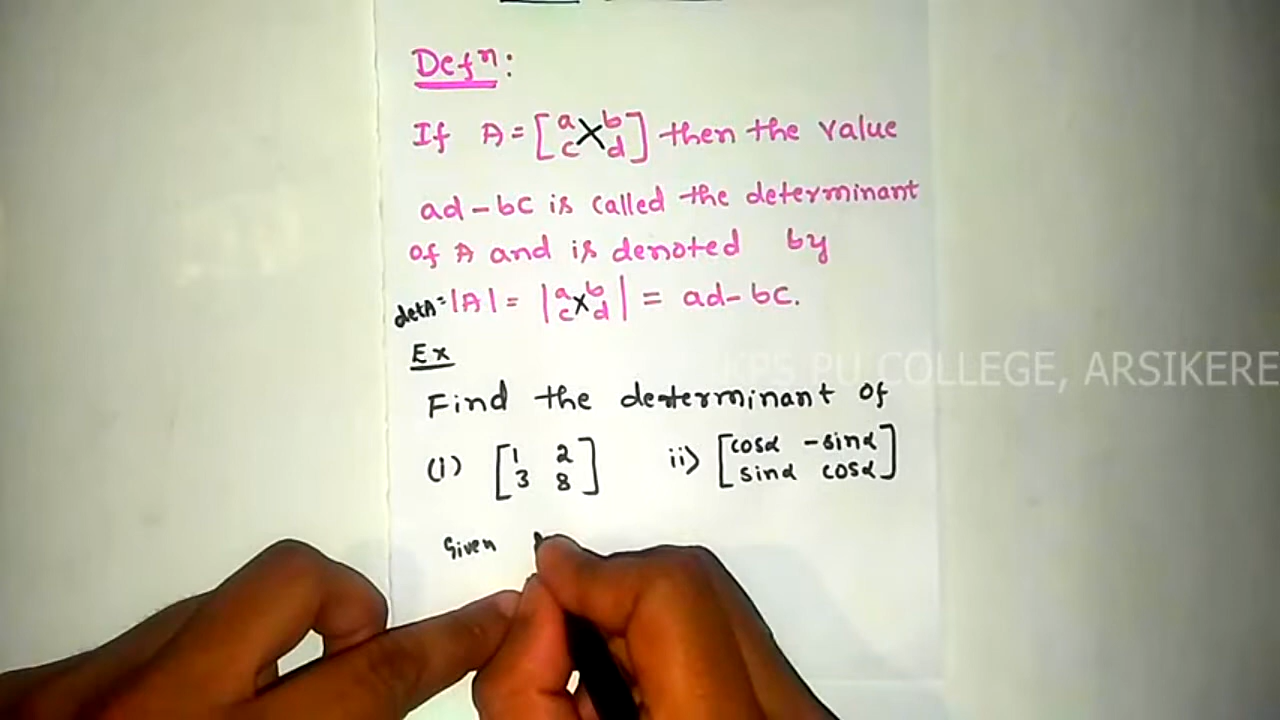 Defⁿ:
If A = [a b c d] then the value
ad - bc is called the determinant
of A and is denoted by
detA = |A| = |a b c d| = ad - bc.
Ex
KPS PU COLLEGE, ARSIKERE
Find the determinant of
(i) [1 2 3 8] ii) [cosα -sinα sinα cosα]
Given